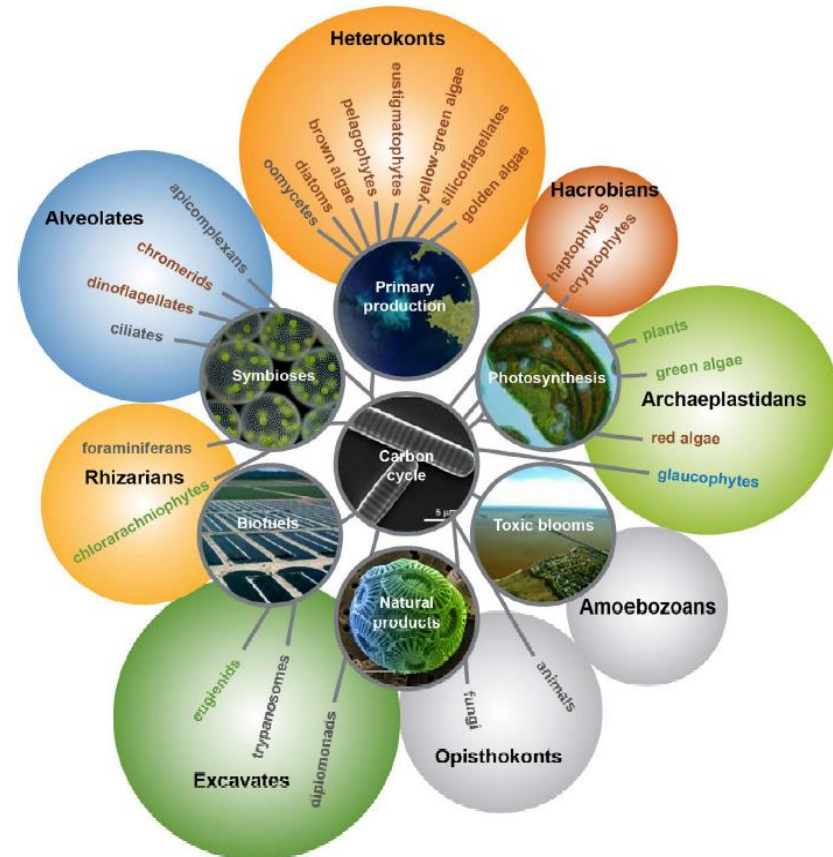 Heterokonts
oomycetes
diatoms
brown algae
pelagophytes
eustigmatophytes
yellow-green algae
silicoflagellates
golden algae
Hacrobians
haptophytes
cryptophytes
Alveolates
apicomplexans
chromerids
dinoflagellates
ciliates
Primary
production
Symbioses
Photosynthesis
plants
green algae
Archaeplastidans
red algae
glaucophytes
foraminiferans
Rhizarians
chlorarachniophytes
Carbon
cycle
5 µm
Biofuels
Toxic blooms
Natural
products
Amoebozoans
eugienids
trypanosomes
dipiomonads
Excavates
fungi
animals
Opisthokonts